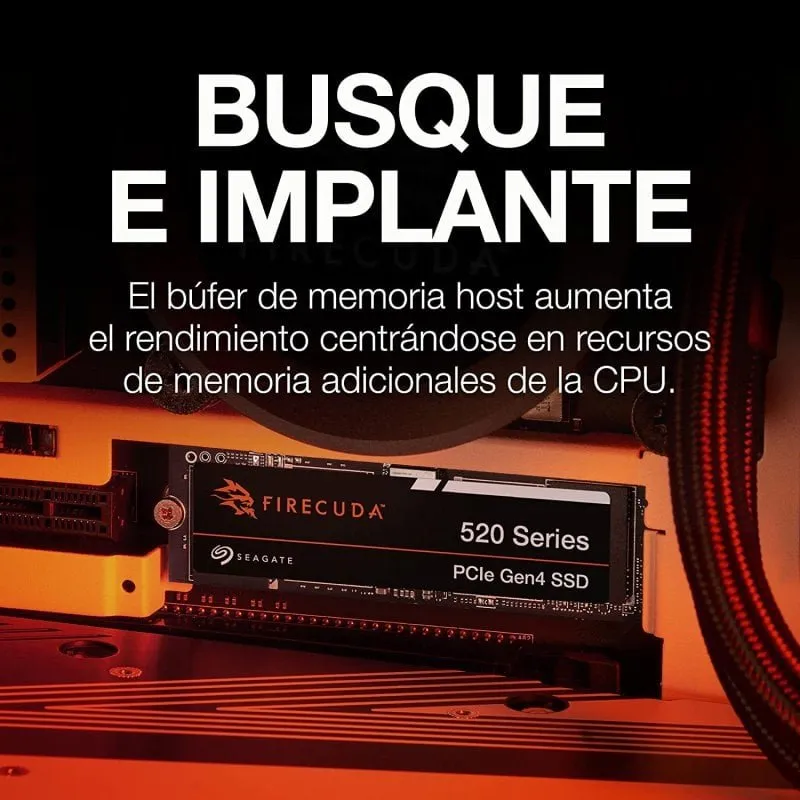 BUSQUE
E IMPLANTE
FIRECUDA
El búfer de memoria host aumenta
el rendimiento centrándose en recursos
de memoria adicionales de la CPU.
FIRECUDA
520 Series
SEAGATE
PCIe Gen4 SSD